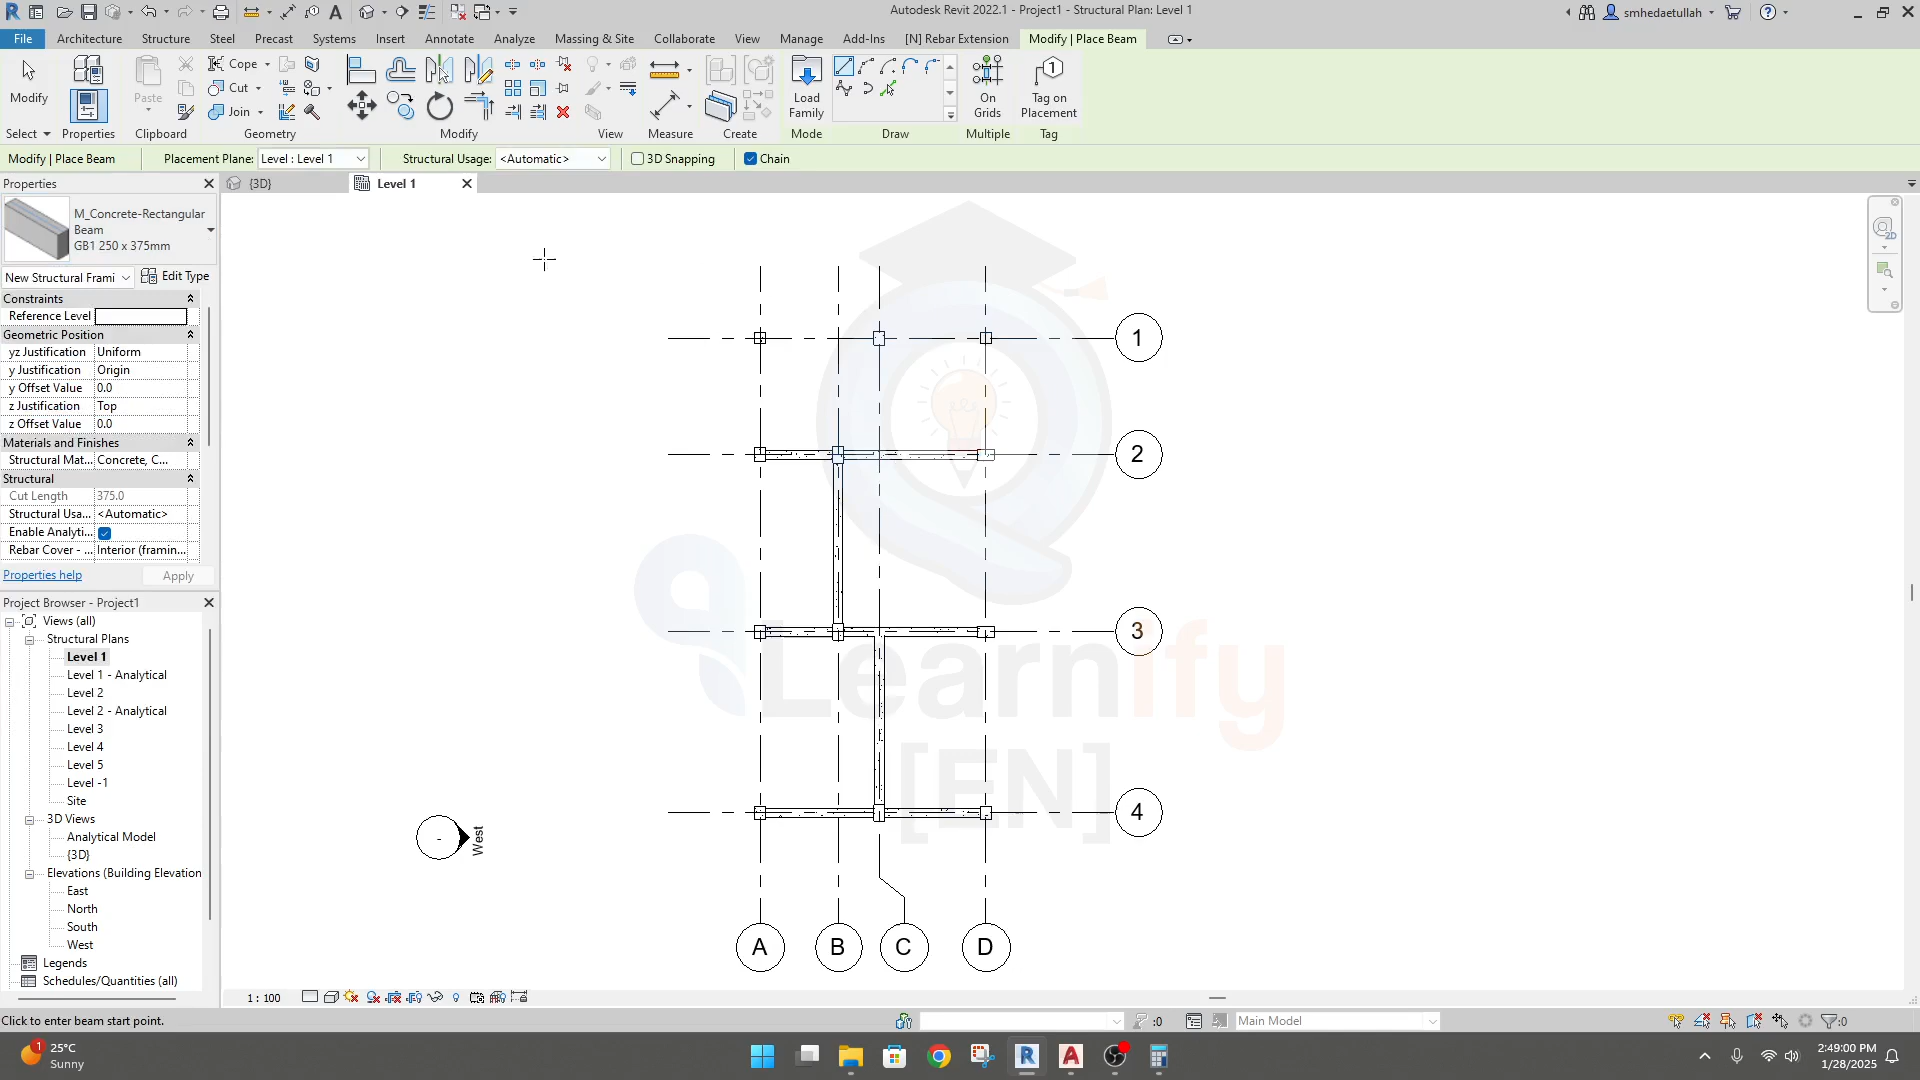 Autodesk Revit 2022.1 - Project1 - Structural Plan: Level 1
smhedaetullah
File
Architecture
Structure
Steel
Precast
Systems
Insert
Annotate
Analyze
Massing & Site
Collaborate
View
Manage
Add-Ins
[N] Rebar Extension
Modify | Place Beam
Modify
Paste
Cope
Cut
Join
Load
Family
On
Grids
Tag on
Placement
Select
Properties
Clipboard
Geometry
Modify
View
Measure
Create
Mode
Draw
Multiple
Tag
Modify | Place Beam
Placement Plane:
Level : Level 1
Structural Usage:
<Automatic>
3D Snapping
Chain
Properties
{3D}
Level 1
M_Concrete-Rectangular
Beam
GB1 250 x 375mm
New Structural Frami
Edit Type
Constraints
Reference Level
Geometric Position
yz Justification Uniform
y Justification Origin
y Offset Value 0.0
z Justification Top
z Offset Value 0.0
Materials and Finishes
Structural Mat... Concrete, C...
Structural
Cut Length 375.0
Structural Usa... <Automatic>
Enable Analyti...
Rebar Cover - ... Interior (framin...
Properties help
Apply
Project Browser - Project1
Views (all)
Structural Plans
Level 1
Level 1 - Analytical
Level 2
Level 2 - Analytical
Level 3
Level 4
Level 5
Level -1
Site
3D Views
Analytical Model
{3D}
Elevations (Building Elevation
East
North
South
West
Legends
Schedules/Quantities (all)
1
2
3
4
A
B
C
D
-
West
2D
Learnify
[EN]
1 : 100
Click to enter beam start point.
:0
Main Model
:0
1
25°C
Sunny
2:49:00 PM
1/28/2025